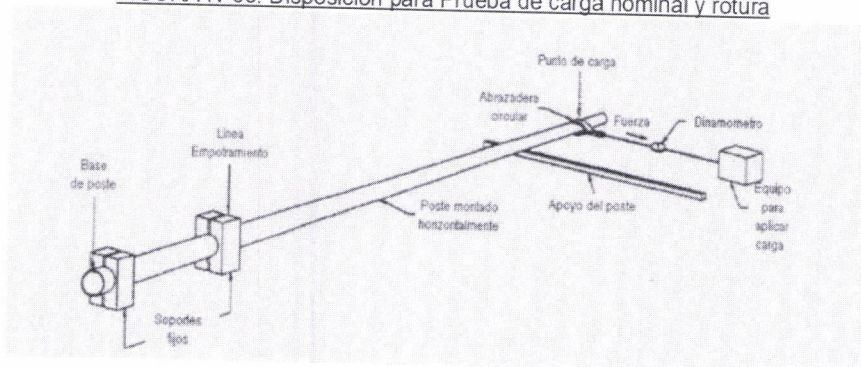 Disposición para Prueba de carga nominal y rotura
Punto de carga
Abrazadera
circular
Fuerza
Dinamometro
Linea
Empotramiento
Base
de poste
Equipo
para
aplicar
carga
Poste montado
horizontalmente
Apoyo del poste
Soportes
fijos